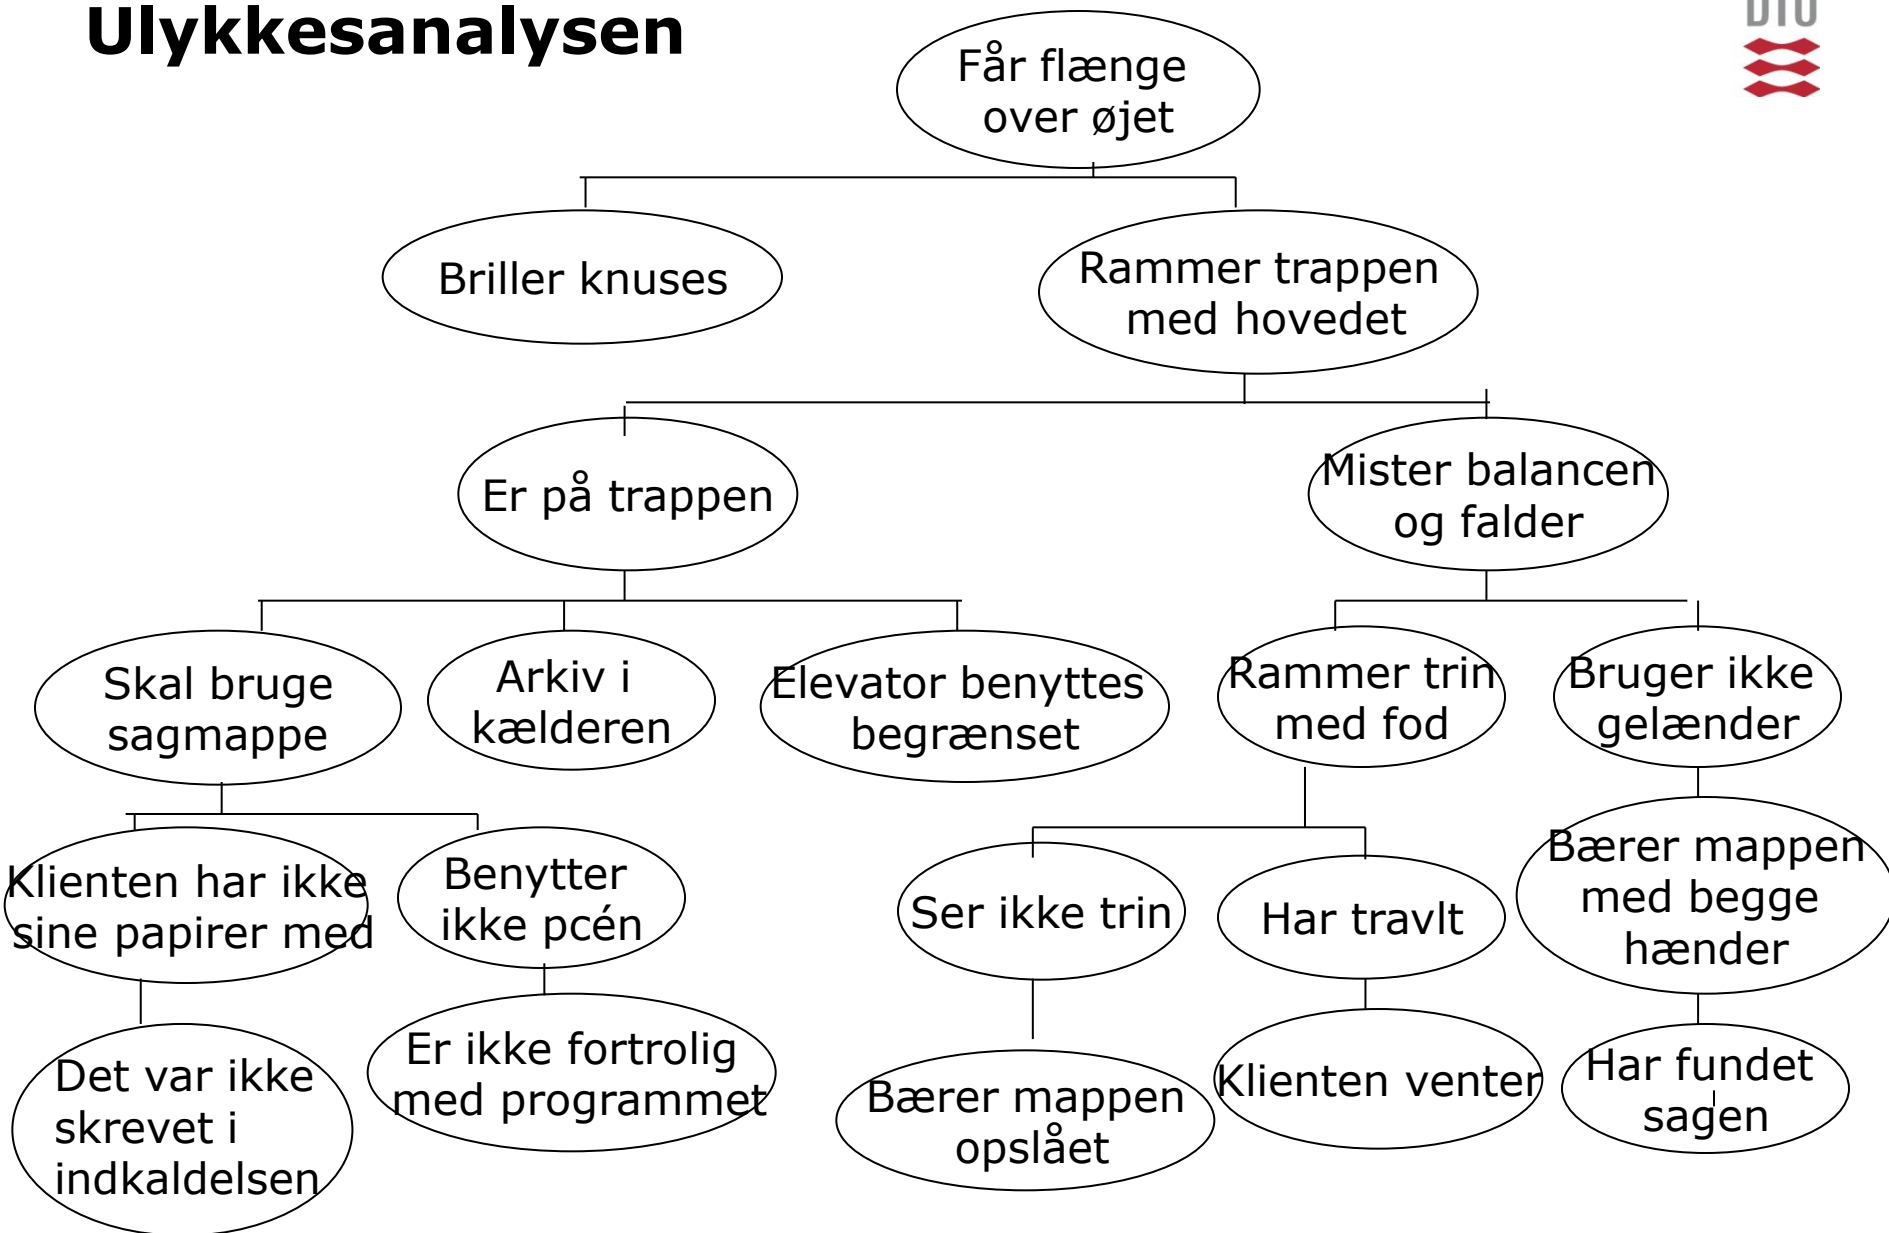 Ulykkesanalysen
DTU
Får flænge
over øjet
Briller knuses
Rammer trappen
med hovedet
Er på trappen
Mister balancen
og falder
Skal bruge
sagmappe
Arkiv i
kælderen
Elevator benyttes
begrænset
Rammer trin
med fod
Bruger ikke
gelænder
Klienten har ikke
sine papirer med
Benytter
ikke pcén
Ser ikke trin
Har travlt
Bærer mappen
med begge
hænder
Det var ikke
skrevet i
indkaldelsen
Er ikke fortrolig
med programmet
Bærer mappen
opslået
Klienten venter
Har fundet
sagen